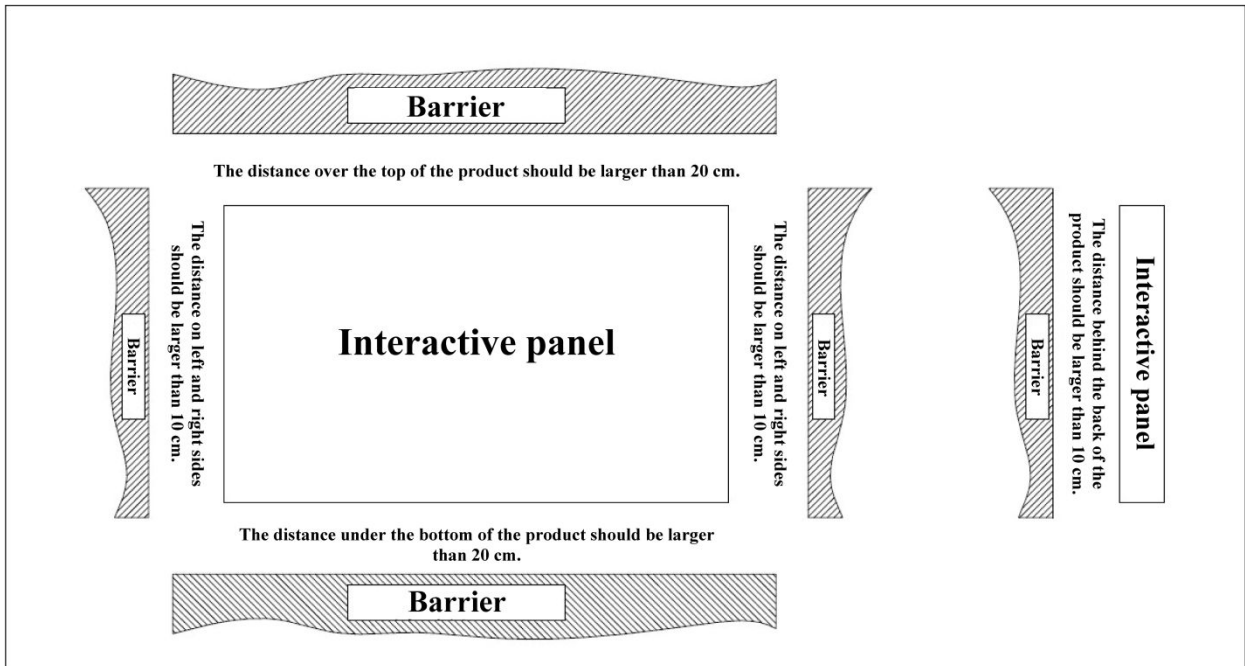 Barrier
The distance over the top of the product should be larger than 20 cm.
Barrier
The distance on left and right sides
should be larger than 10 cm.
Interactive panel
The distance on left and right sides
should be larger than 10 cm.
Barrier
Barrier
The distance behind the back of the
product should be larger than 10 cm.
Interactive panel
The distance under the bottom of the product should be larger
than 20 cm.
Barrier